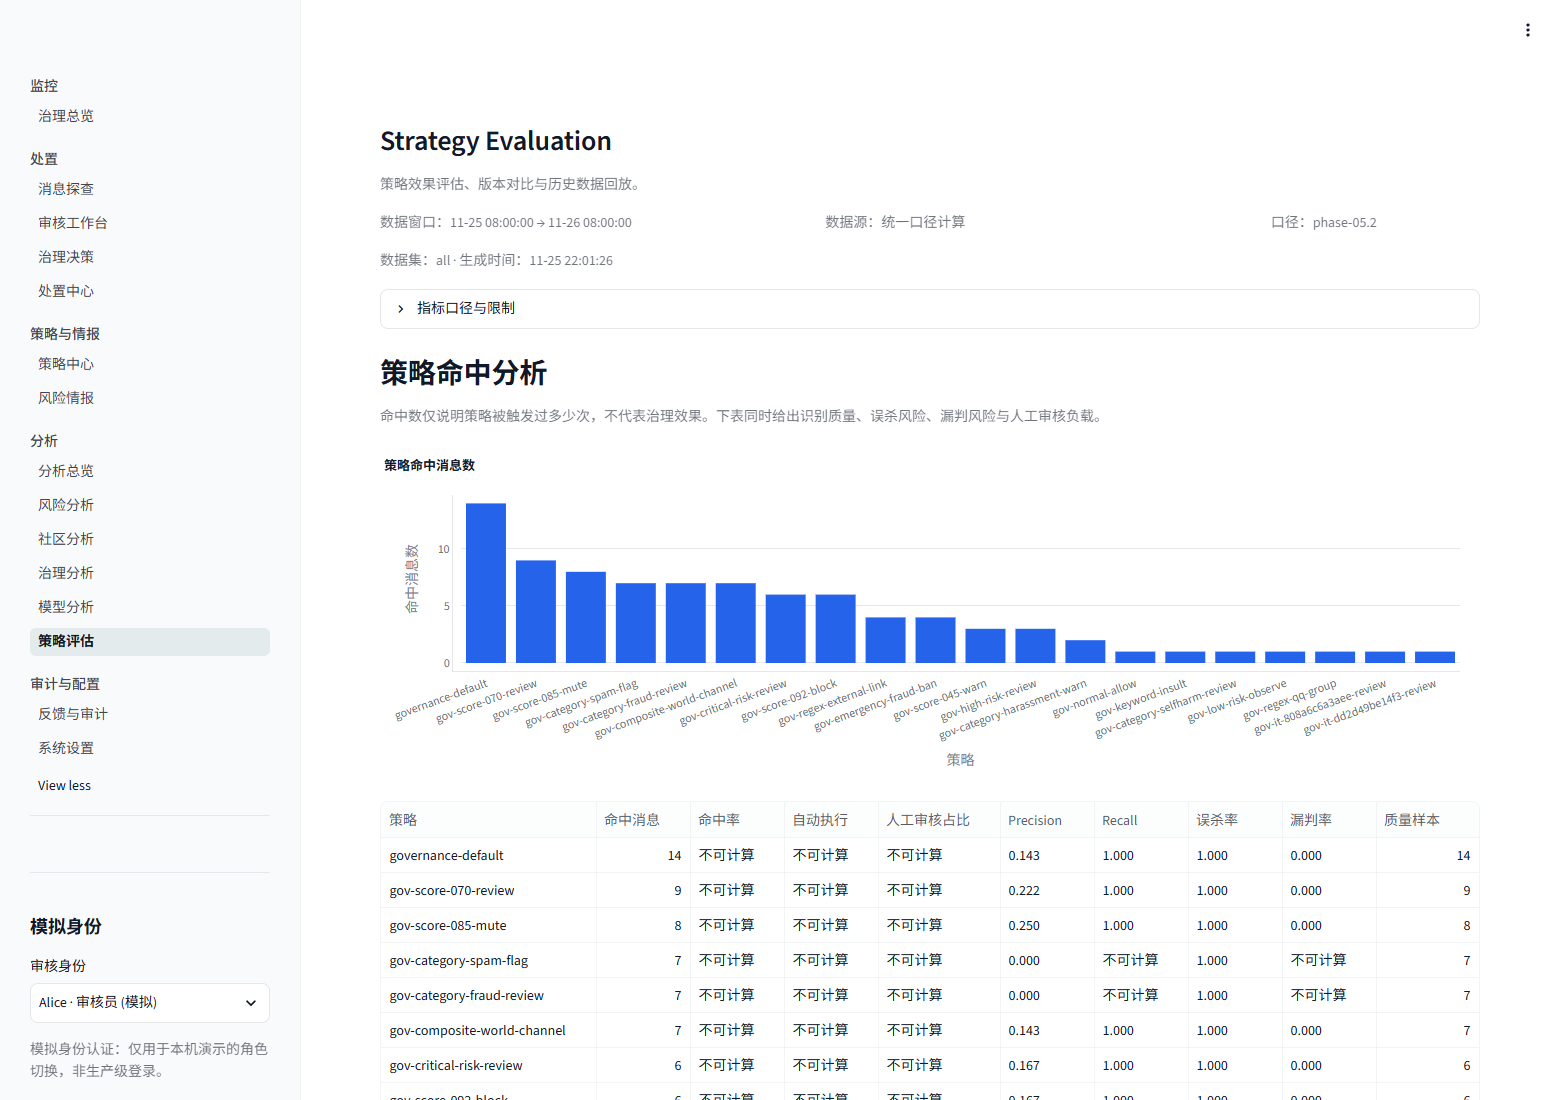 监控
治理总览
处置
消息探查
审核工作台
治理决策
处置中心
策略与情报
策略中心
风险情报
分析
分析总览
风险分析
社区分析
治理分析
模型分析
策略评估
审计与配置
反馈与审计
系统设置
View less
模拟身份
审核身份
Alice · 审核员 (模拟)
模拟身份认证：仅用于本机演示的角色
切换，非生产级登录。
Strategy Evaluation
策略效果评估、版本对比与历史数据回放。
数据窗口：11-25 08:00:00 → 11-26 08:00:00 数据源：统一口径计算 口径：phase-05.2
数据集：all · 生成时间：11-25 22:01:26
指标口径与限制
策略命中分析
命中数仅说明策略被触发过多少次，不代表治理效果。下表同时给出识别质量、误杀风险、漏判风险与人工审核负载。
策略命中消息数
命中消息数
10
5
0
governance-default
gov-score-070-review
gov-score-085-mute
gov-category-spam-flag
gov-category-fraud-review
gov-composite-world-channel
gov-critical-risk-review
gov-score-092-block
gov-regex-external-link
gov-emergency-fraud-ban
gov-score-045-warn
gov-high-risk-review
gov-category-harassment-warn
gov-normal-allow
gov-keyword-insult
gov-category-selfharm-review
gov-low-risk-observe
gov-regex-qq-group
gov-it-808a6c6a3aee-review
gov-it-dd2d49be14f3-review
策略
策略 命中消息 命中率 自动执行 人工审核占比 Precision Recall 误杀率 漏判率 质量样本
governance-default 14 不可计算 不可计算 不可计算 0.143 1.000 1.000 0.000 14
gov-score-070-review 9 不可计算 不可计算 不可计算 0.222 1.000 1.000 0.000 9
gov-score-085-mute 8 不可计算 不可计算 不可计算 0.250 1.000 1.000 0.000 8
gov-category-spam-flag 7 不可计算 不可计算 不可计算 0.000 不可计算 1.000 不可计算 7
gov-category-fraud-review 7 不可计算 不可计算 不可计算 0.000 不可计算 1.000 不可计算 7
gov-composite-world-channel 7 不可计算 不可计算 不可计算 0.143 1.000 1.000 0.000 7
gov-critical-risk-review 6 不可计算 不可计算 不可计算 0.167 1.000 1.000 0.000 6
gov-score-092-block 6 不可计算 不可计算 不可计算 0.167 1.000 1.000 0.000 6